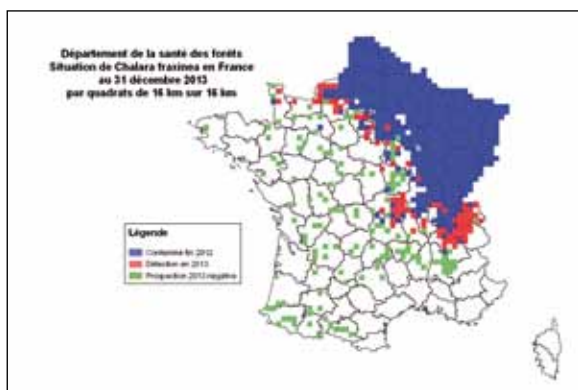 Département de la santé des forêts
Situation de Chalara fraxinea en France
au 31 décembre 2013
par quadrats de 16 km sur 16 km
Légende
Contaminé fin 2012
Détection en 2013
Prospection 2013 négative